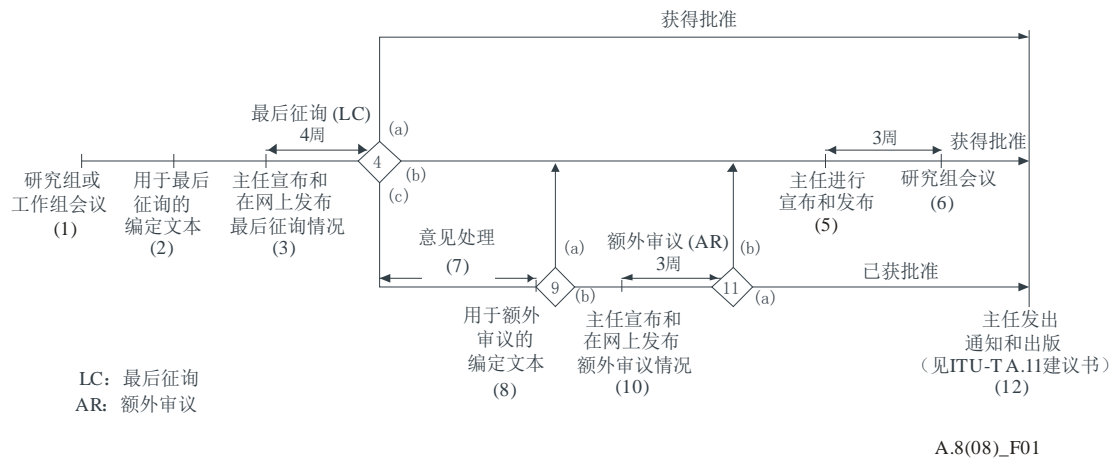 获得批准
最后征询 (LC)
4周
(a)
4
(b)
(c)
3周
获得批准
研究组或
工作组会议
(1)
用于最后
征询的
编定文本
(2)
主任宣布和
在网上发布
最后征询情况
(3)
主任进行
宣布和发布
(5)
研究组会议
(6)
意见处理
(7)
(a)
9
(b)
额外审议 (AR)
3周
(b)
11
(a)
已获批准
用于额外
审议的
编定文本
(8)
主任宣布和
在网上发布
额外审议情况
(10)
主任发出
通知和出版
（见ITU-T A.11建议书）
(12)
LC：最后征询
AR：额外审议
A.8(08)_F01